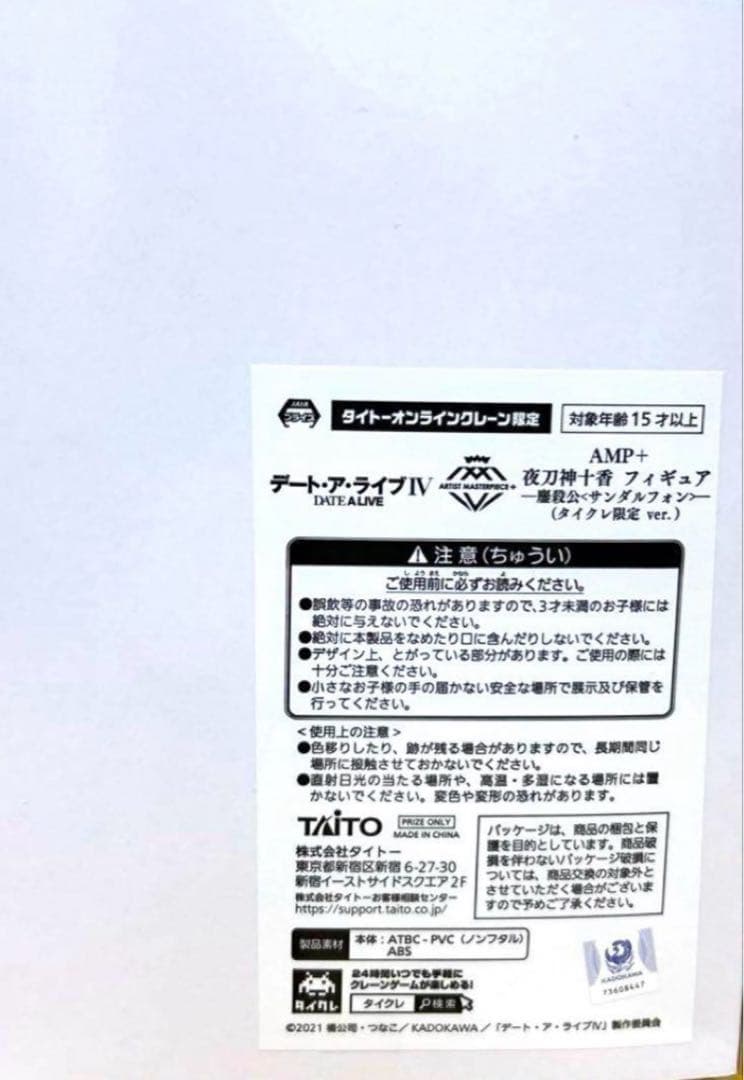 プライズ
タイトーオンラインクレーン限定
対象年齢15才以上
デート・ア・ライブIV
DATE A LIVE
ARTIST MASTERPIECE+
AMP+
夜刀神十香 フィギュア
―鏖殺公<サンダルフォン>―
(タイクレ限定 ver.)
注意(ちゅうい)
ご使用前に必ずお読みください。
●誤飲等の事故の恐れがありますので、3才未満のお子様には
絶対に与えないでください。
●絶対に本製品をなめたり口に含んだりしないでください。
●デザイン上、とがっている部分があります。ご使用の際には
十分ご注意ください。
●小さなお子様の手の届かない安全な場所で展示及び保管を
行ってください。
<使用上の注意>
●色移りしたり、跡が残る場合がありますので、長期間同じ
場所に接触させておかないでください。
●直射日光の当たる場所や、高温・多湿になる場所には置
かないでください。変色や変形の恐れがあります。
TAITO
PRIZE ONLY
MADE IN CHINA
株式会社タイトー
東京都新宿区新宿6-27-30
新宿イーストサイドスクエア2F
株式会社タイトーお客様相談センター
https://support.taito.co.jp/
パッケージは、商品の梱包と保
護を目的としています。商品破
損を伴わないパッケージ破損に
ついては、商品交換の対象外と
させていただく場合がございま
すので予めご了承ください。
製品素材
本体:ATBC-PVC(ノンフタル)
ABS
タイクレ
24時間いつでも手軽に
クレーンゲームが楽しめる!
タイクレ 検索
KADOKAWA
73608447
©2021 橘公司・つなこ/KADOKAWA/「デート・ア・ライブIV」製作委員会